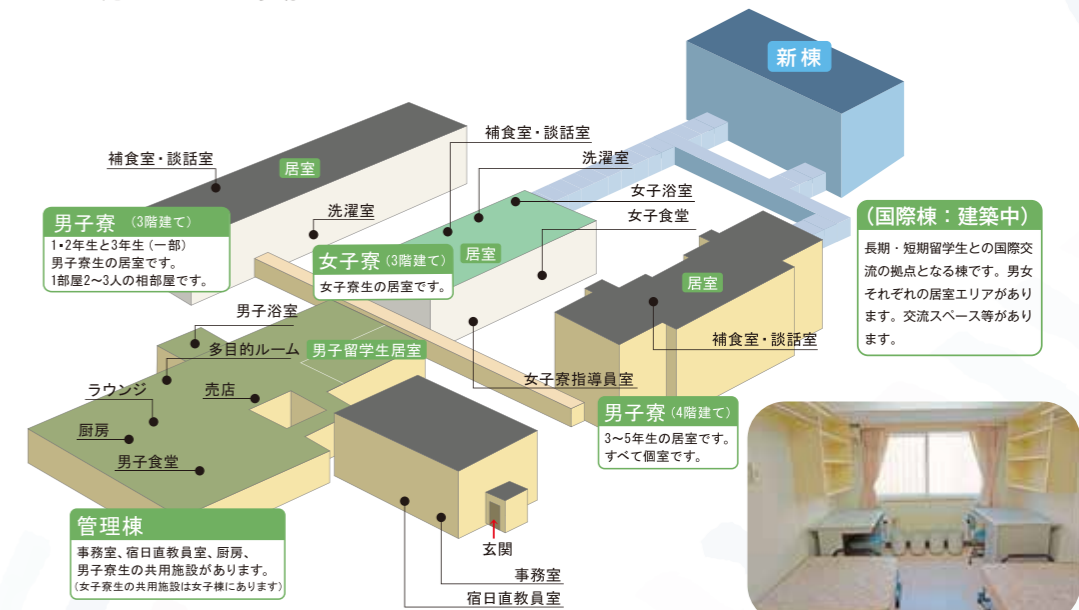 新棟
補食室・談話室
洗濯室
女子浴室
女子食堂
補食室・談話室
居室
洗濯室
男子寮 (3階建て)
1・2年生と3年生(一部)
男子寮生の居室です。
1部屋2〜3人の相部屋です。
女子寮(3階建て)
女子寮生の居室です。
居室
居室
(国際棟:建築中)
長期・短期留学生との国際交
流の拠点となる棟です。男女
それぞれの居室エリアがあり
ます。交流スペース等があり
ます。
男子浴室
多目的ルーム
男子留学生居室
補食室・談話室
ラウンジ
売店
女子寮指導員室
厨房
男子食堂
男子寮(4階建て)
3〜5年生の居室です。
すべて個室です。
管理棟
事務室、宿日直教員室、厨房、
男子寮生の共用施設があります。
(女子寮生の共用施設は女子棟にあります)
玄関
事務室
宿日直教員室